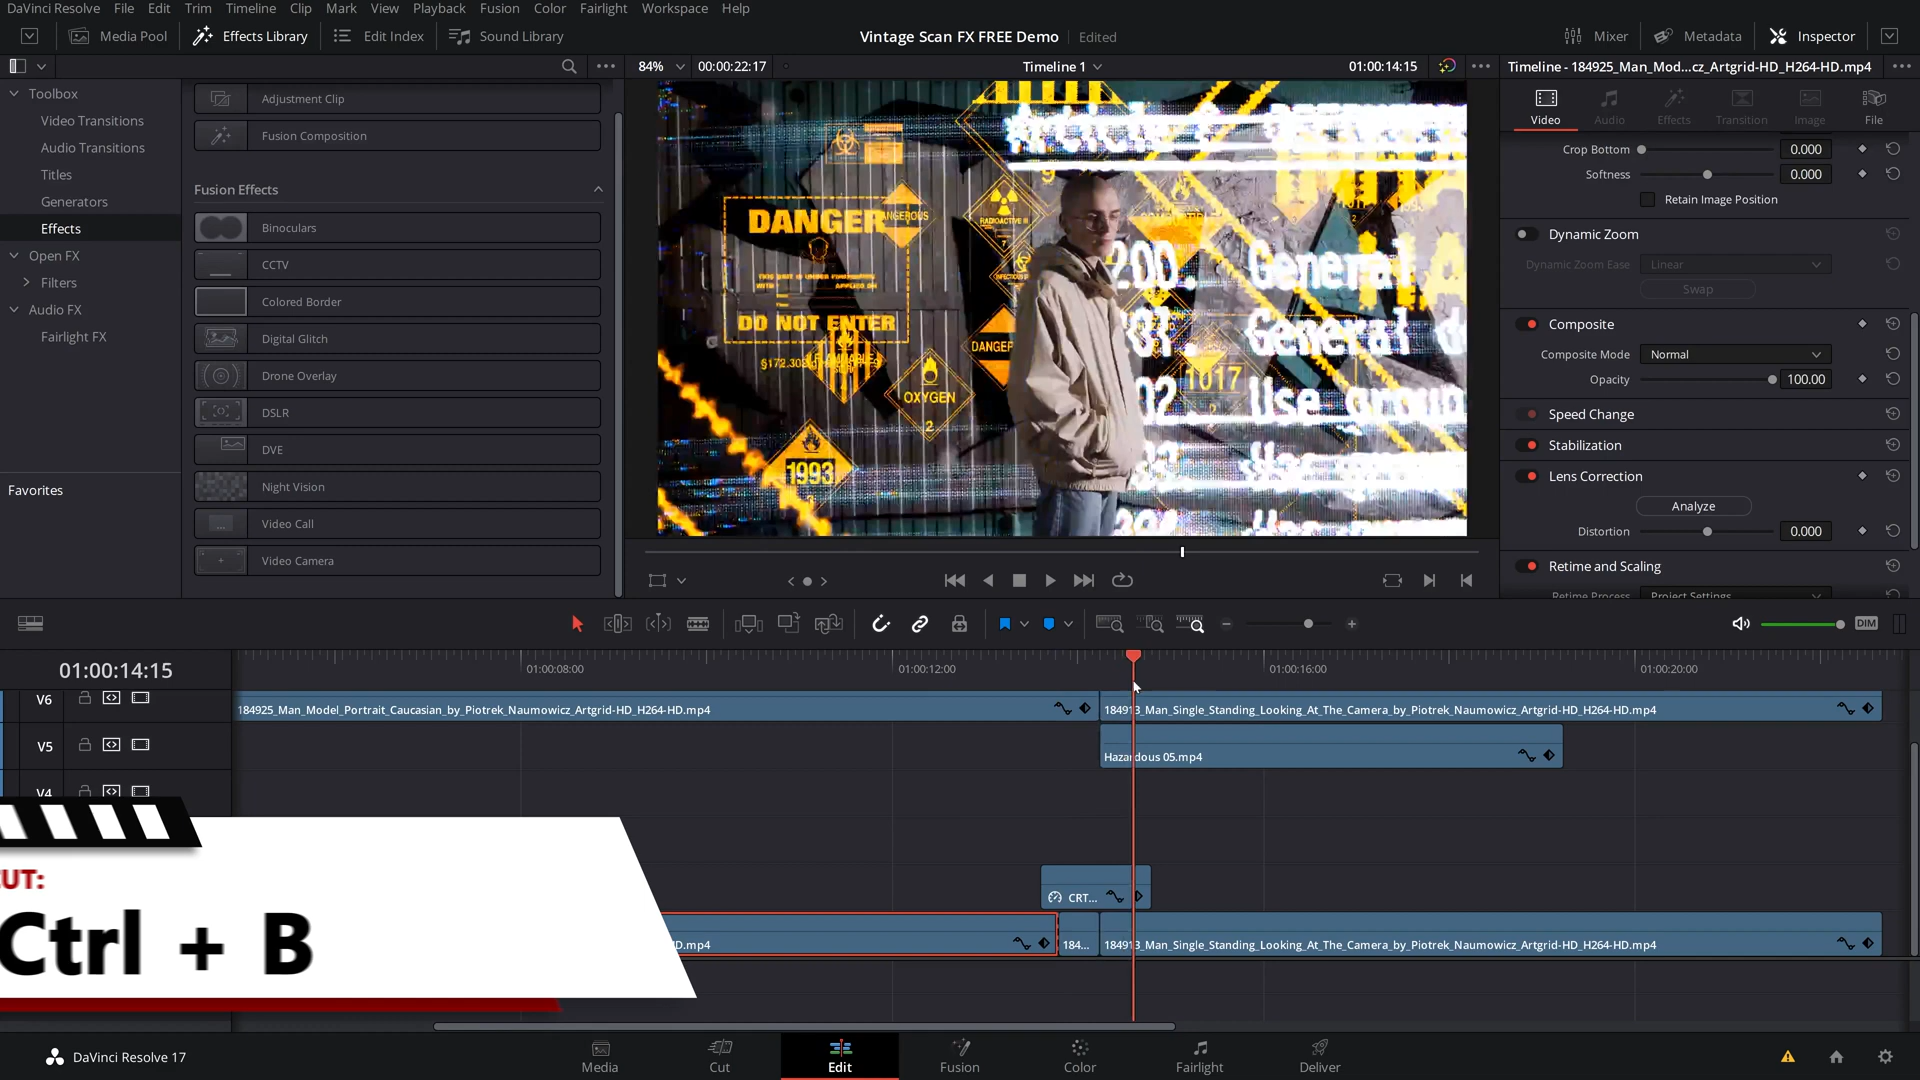 DaVinci Resolve File Edit Trim Timeline Clip Mark View Playback Fusion Color Fairlight Workspace Help
Media Pool Effects Library Edit Index Sound Library
Vintage Scan FX FREE Demo Edited
Mixer Metadata Inspector
84% 00:00:22:17 Timeline 1 01:00:14:15
Timeline - 184925_Man_Mod...cz_Artgrid-HD_H264-HD.mp4
Toolbox
Video Transitions
Audio Transitions
Titles
Generators
Effects
Open FX
Filters
Audio FX
Fairlight FX
Favorites
Adjustment Clip
Fusion Composition
Fusion Effects
Binoculars
CCTV
Colored Border
Digital Glitch
Drone Overlay
DSLR
DVE
Night Vision
Video Call
Video Camera
DANGER
DANGEROUS
RADIOACTIVE II
7
DO NOT ENTER
DANGER
OXYGEN
2
1993
1017
200. General
General d
Use group
Video Audio Effects Transition Image File
Crop Bottom 0.000
Softness 0.000
Retain Image Position
Dynamic Zoom
Dynamic Zoom Ease Linear
Swap
Composite
Composite Mode Normal
Opacity 100.00
Speed Change
Stabilization
Lens Correction
Analyze
Distortion 0.000
Retime and Scaling
Retime Process Project Settings
DIM
01:00:14:15
01:00:08:00 01:00:12:00 01:00:16:00 01:00:20:00
V6
184925_Man_Model_Portrait_Caucasian_by_Piotrek_Naumowicz_Artgrid-HD_H264-HD.mp4
184913_Man_Single_Standing_Looking_At_The_Camera_by_Piotrek_Naumowicz_Artgrid-HD_H264-HD.mp4
V5
Hazardous 05.mp4
V4
CRT...
D.mp4
184...
184913_Man_Single_Standing_Looking_At_The_Camera_by_Piotrek_Naumowicz_Artgrid-HD_H264-HD.mp4
CUT:
Ctrl + B
DaVinci Resolve 17
Media Cut Edit Fusion Color Fairlight Deliver